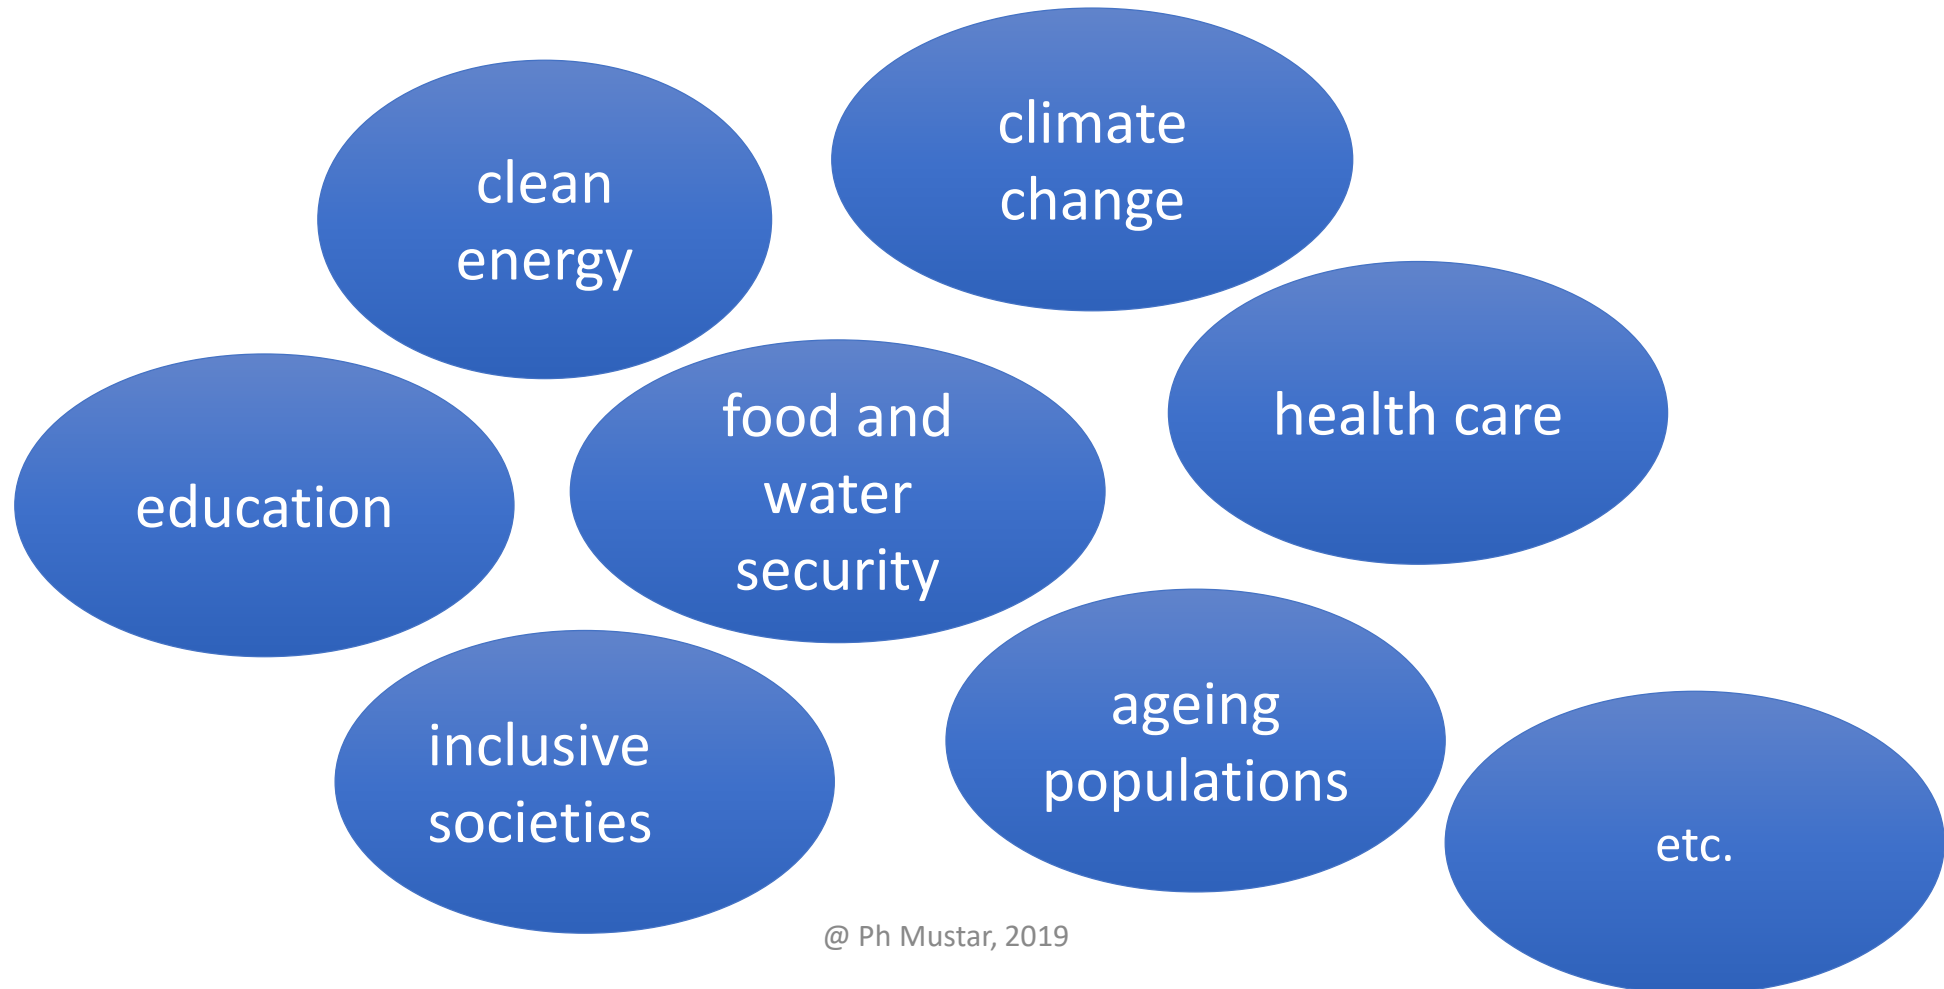 clean
energy
climate
change
health care
education
food and
water
security
inclusive
societies
ageing
populations
etc.
@ Ph Mustar, 2019